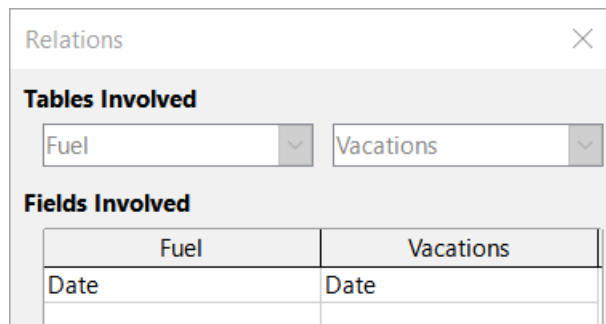 Relations
Tables Involved
Fuel Vacations
Fields Involved
Fuel Vacations
Date Date